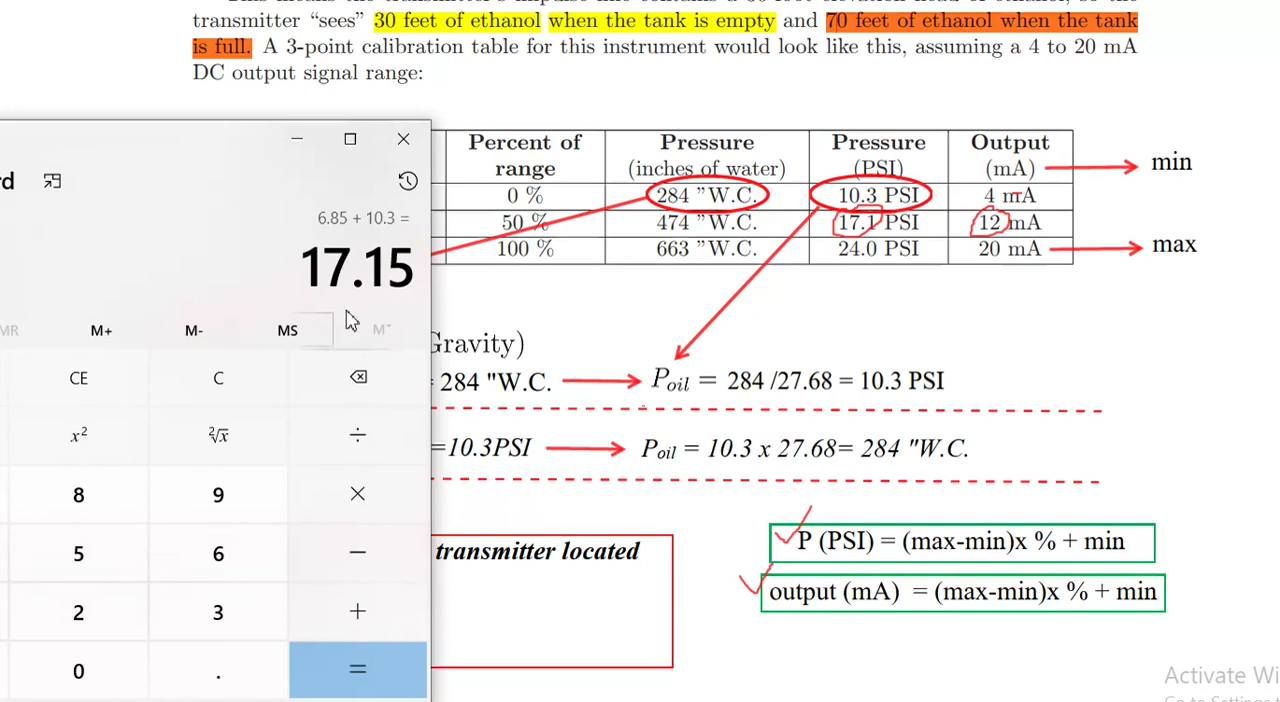 transmitter "sees" 30 feet of ethanol when the tank is empty and 70 feet of ethanol when the tank
is full. A 3-point calibration table for this instrument would look like this, assuming a 4 to 20 mA
DC output signal range:
Percent of Pressure Pressure Output
range (inches of water) (PSI) (mA) min
0 % 284 "W.C. 10.3 PSI 4 mA
50 % 474 "W.C. 17.1 PSI 12 mA
100 % 663 "W.C. 24.0 PSI 20 mA max
rd
6.85 + 10.3 =
17.15
MR M+ M- MS M
CE C
x² ²√x ÷
8 9 ×
5 6 −
2 3 +
0 . =
Gravity)
= 284 "W.C. Poil = 284 /27.68 = 10.3 PSI
=10.3PSI Poil = 10.3 x 27.68= 284 "W.C.
transmitter located
P (PSI) = (max-min)x % + min
output (mA) = (max-min)x % + min
Activate Wi